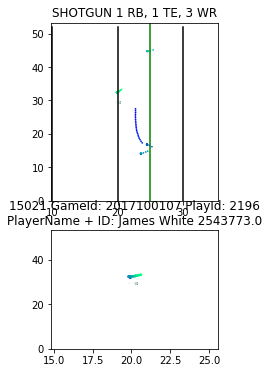 SHOTGUN 1 RB, 1 TE, 3 WR
50
40
30
20
10
0
10 20 30
15021 GameId: 2017100107 PlayId: 2196
PlayerName + ID: James White 2543773.0
40
20
0
15.0 17.5 20.0 22.5 25.0